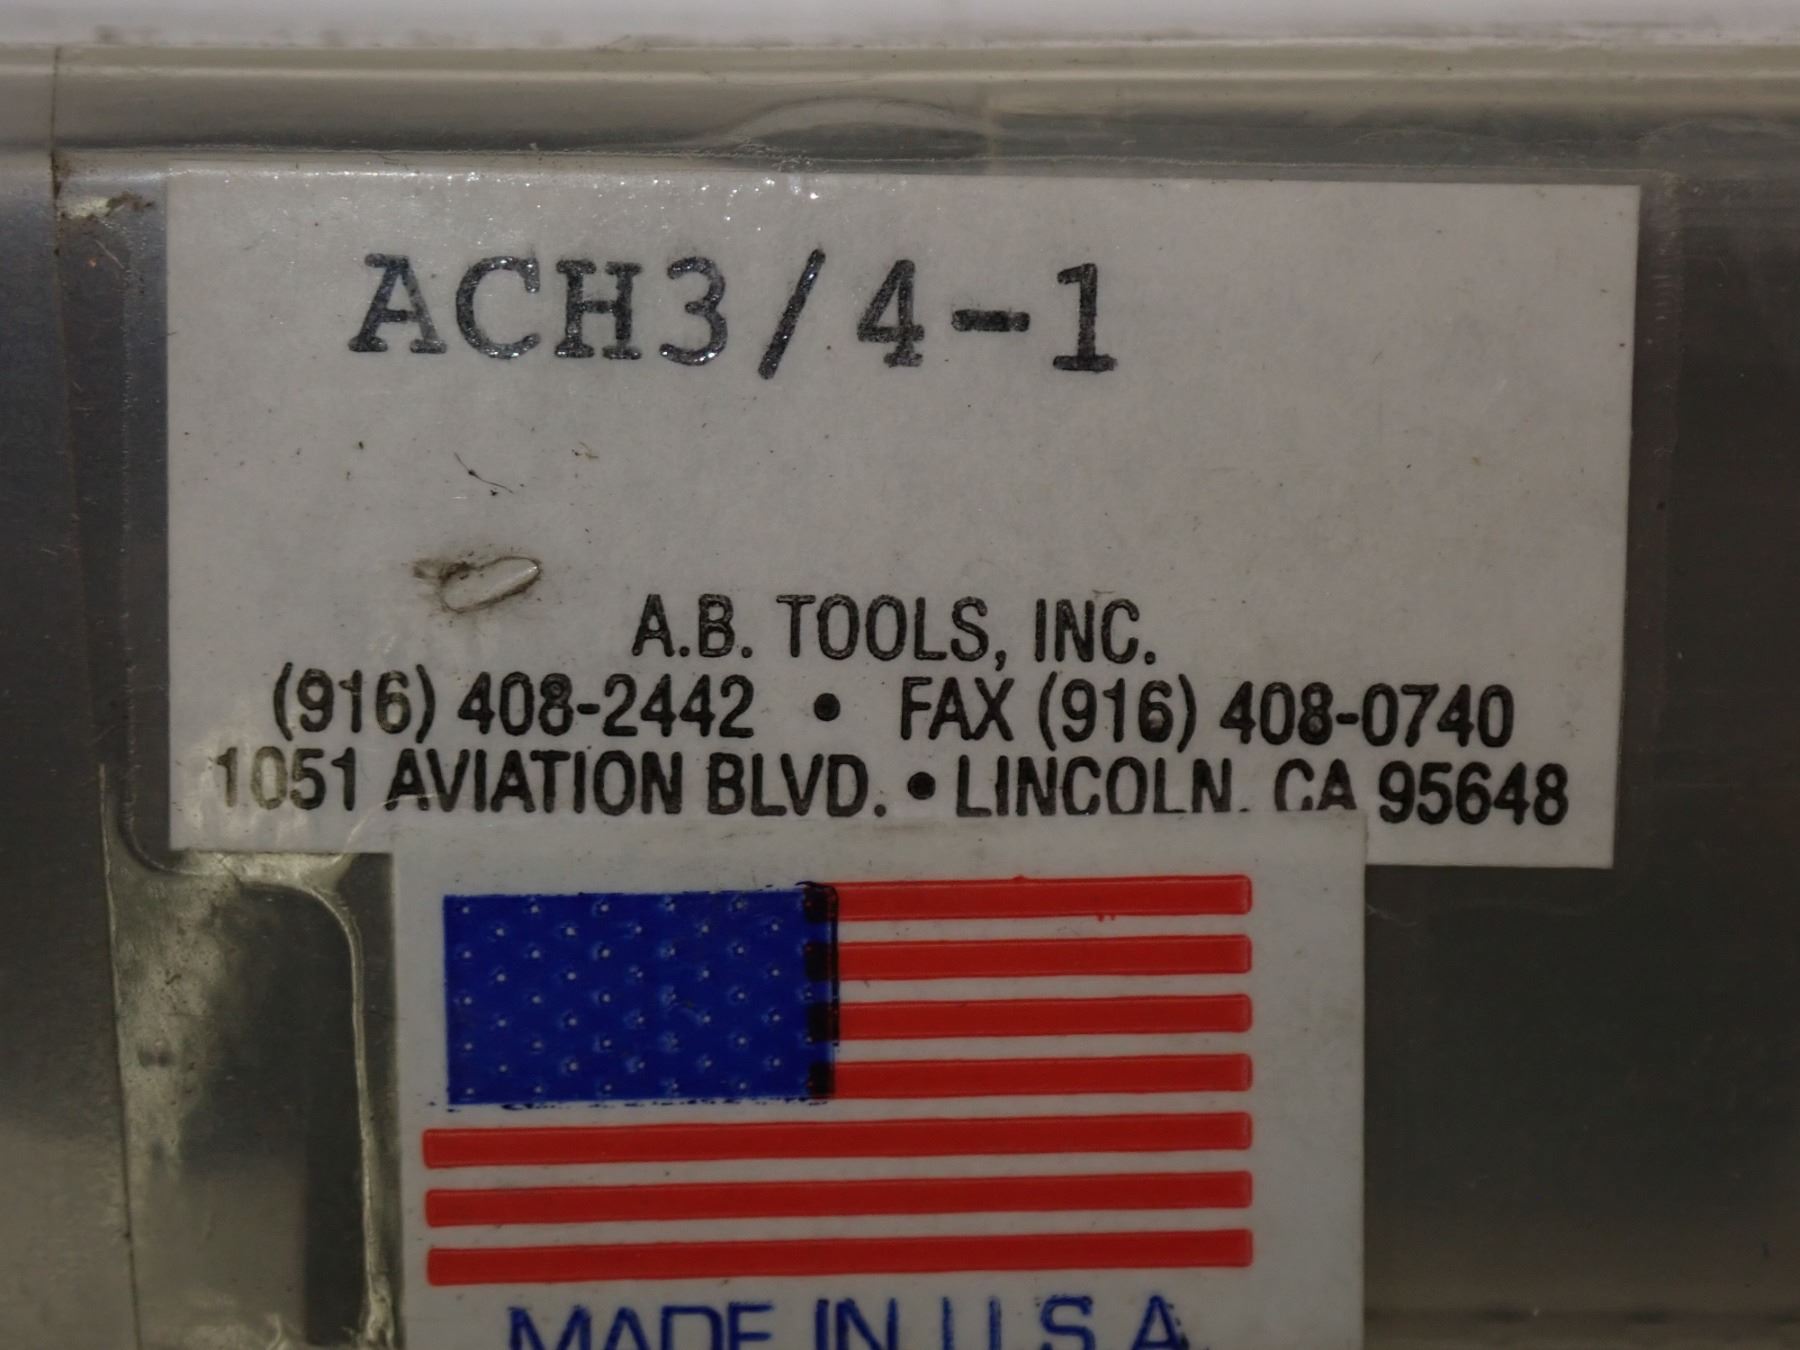 ACH3/4-1
A.B. TOOLS, INC.
(916) 408-2442 • FAX (916) 408-0740
1051 AVIATION BLVD. • LINCOLN, CA 95648
MADE IN U.S.A.